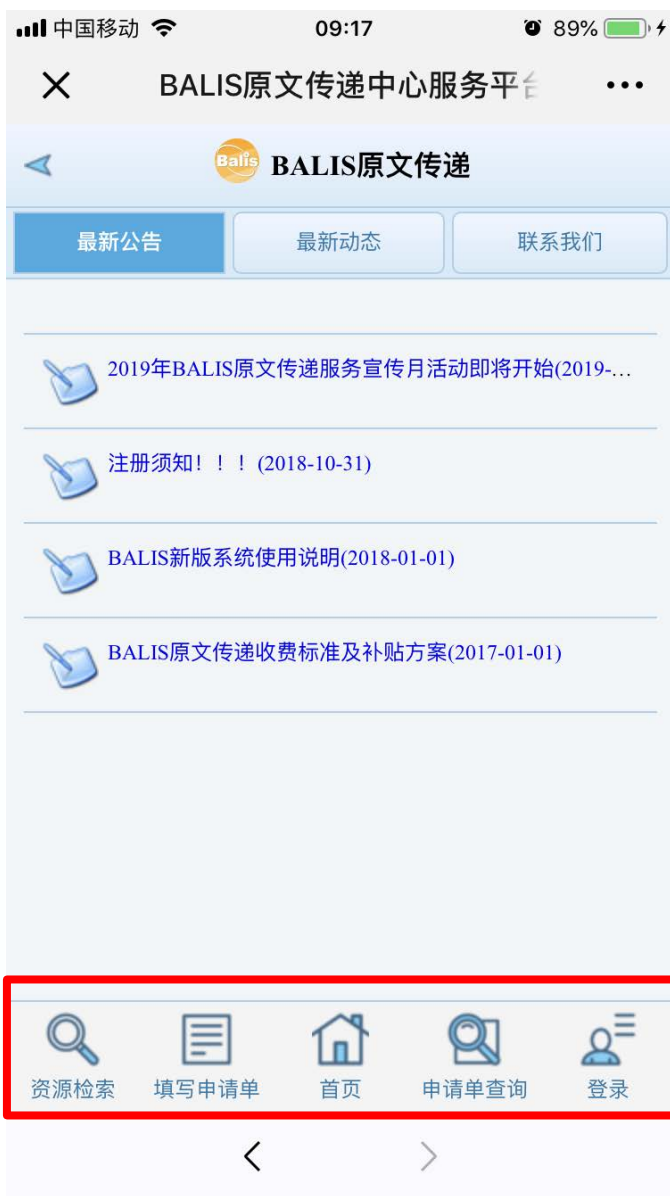 中国移动 09:17 89%
BALIS原文传递中心服务平台
Balis BALIS原文传递
最新公告 最新动态 联系我们
2019年BALIS原文传递服务宣传月活动即将开始(2019-...
注册须知！！！(2018-10-31)
BALIS新版系统使用说明(2018-01-01)
BALIS原文传递收费标准及补贴方案(2017-01-01)
资源检索 填写申请单 首页 申请单查询 登录